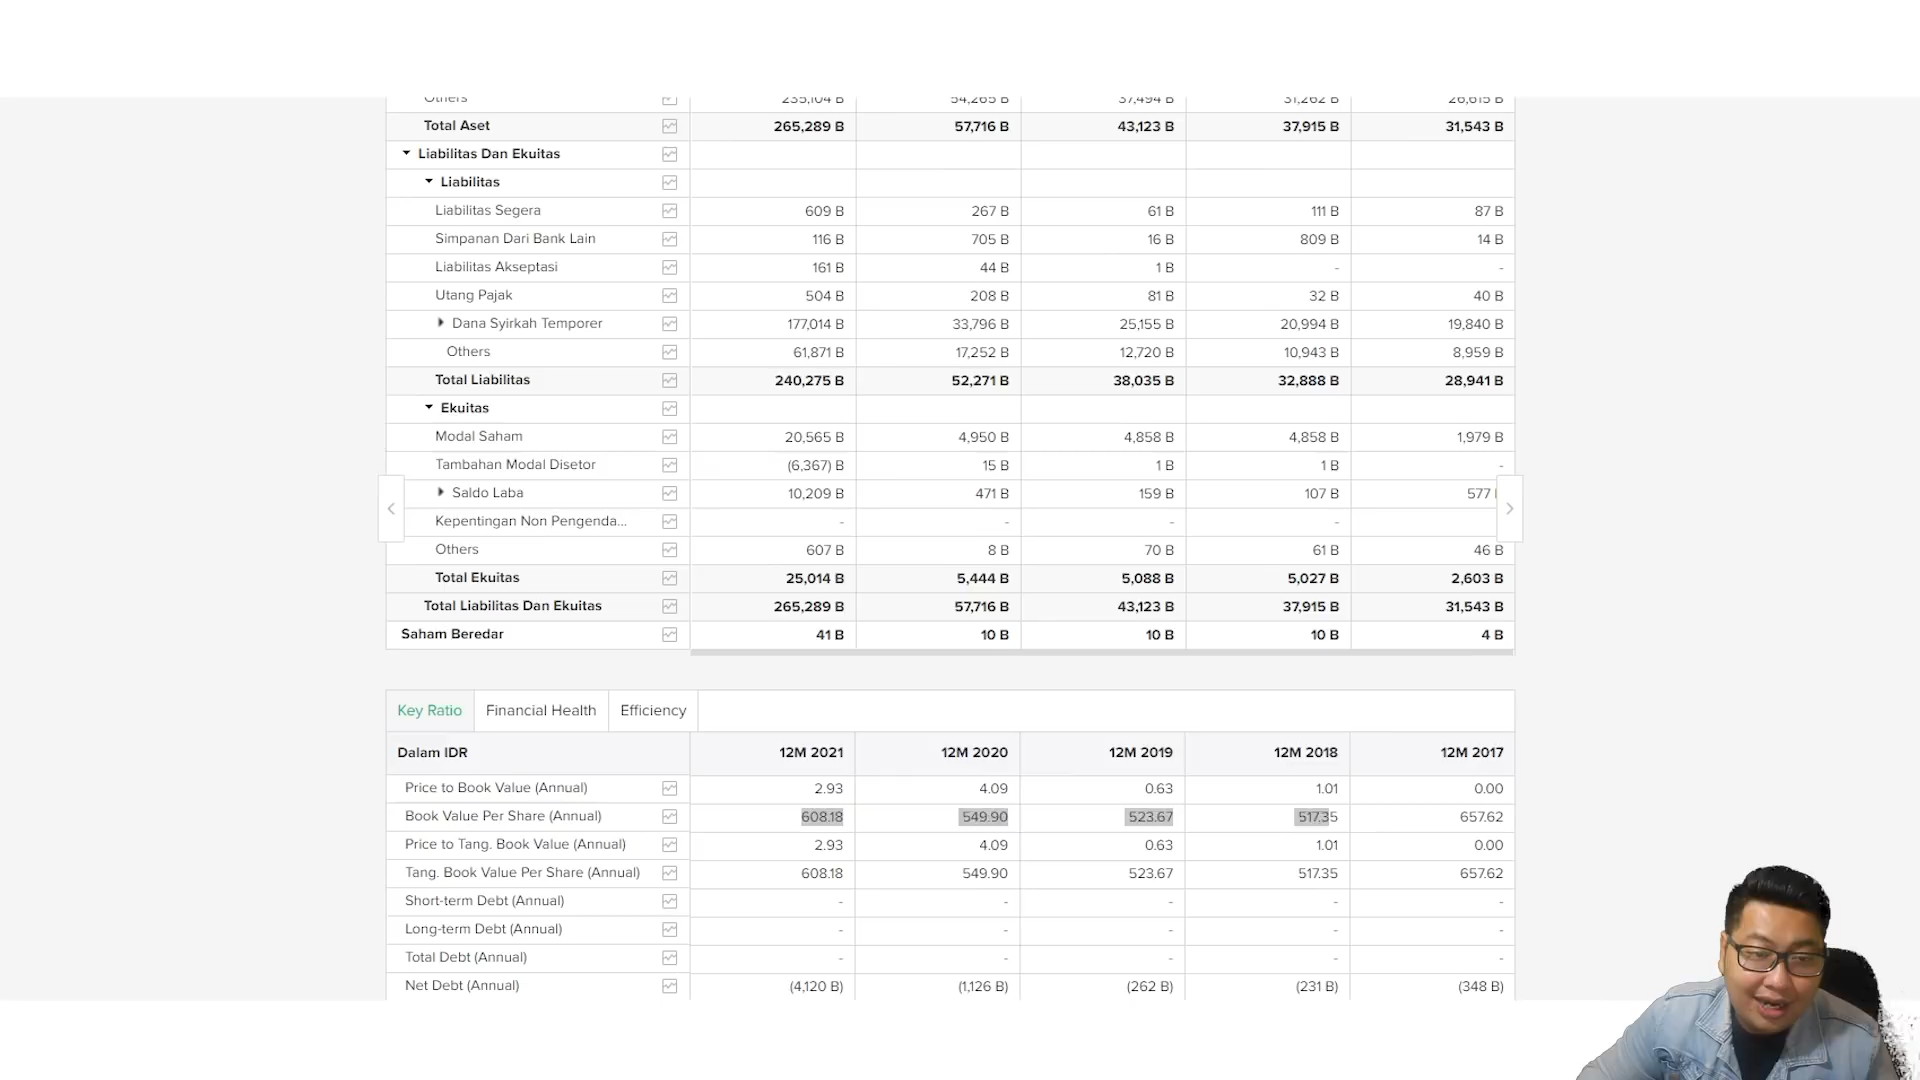 Others 235,104 B 54,265 B 37,494 B 31,262 B 26,615 B
Total Aset 265,289 B 57,716 B 43,123 B 37,915 B 31,543 B
Liabilitas Dan Ekuitas
Liabilitas
Liabilitas Segera 609 B 267 B 61 B 111 B 87 B
Simpanan Dari Bank Lain 116 B 705 B 16 B 809 B 14 B
Liabilitas Akseptasi 161 B 44 B 1 B - -
Utang Pajak 504 B 208 B 81 B 32 B 40 B
Dana Syirkah Temporer 177,014 B 33,796 B 25,155 B 20,994 B 19,840 B
Others 61,871 B 17,252 B 12,720 B 10,943 B 8,959 B
Total Liabilitas 240,275 B 52,271 B 38,035 B 32,888 B 28,941 B
Ekuitas
Modal Saham 20,565 B 4,950 B 4,858 B 4,858 B 1,979 B
Tambahan Modal Disetor (6,367) B 15 B 1 B 1 B -
Saldo Laba 10,209 B 471 B 159 B 107 B 577
Kepentingan Non Pengenda... - - - -
Others 607 B 8 B 70 B 61 B 46 B
Total Ekuitas 25,014 B 5,444 B 5,088 B 5,027 B 2,603 B
Total Liabilitas Dan Ekuitas 265,289 B 57,716 B 43,123 B 37,915 B 31,543 B
Saham Beredar 41 B 10 B 10 B 10 B 4 B
Key Ratio Financial Health Efficiency
Dalam IDR 12M 2021 12M 2020 12M 2019 12M 2018 12M 2017
Price to Book Value (Annual) 2.93 4.09 0.63 1.01 0.00
Book Value Per Share (Annual) 608.18 549.90 523.67 517.35 657.62
Price to Tang. Book Value (Annual) 2.93 4.09 0.63 1.01 0.00
Tang. Book Value Per Share (Annual) 608.18 549.90 523.67 517.35 657.62
Short-term Debt (Annual) - - - - -
Long-term Debt (Annual) - - - - -
Total Debt (Annual) - - - - -
Net Debt (Annual) (4,120 B) (1,126 B) (262 B) (231 B) (348 B)